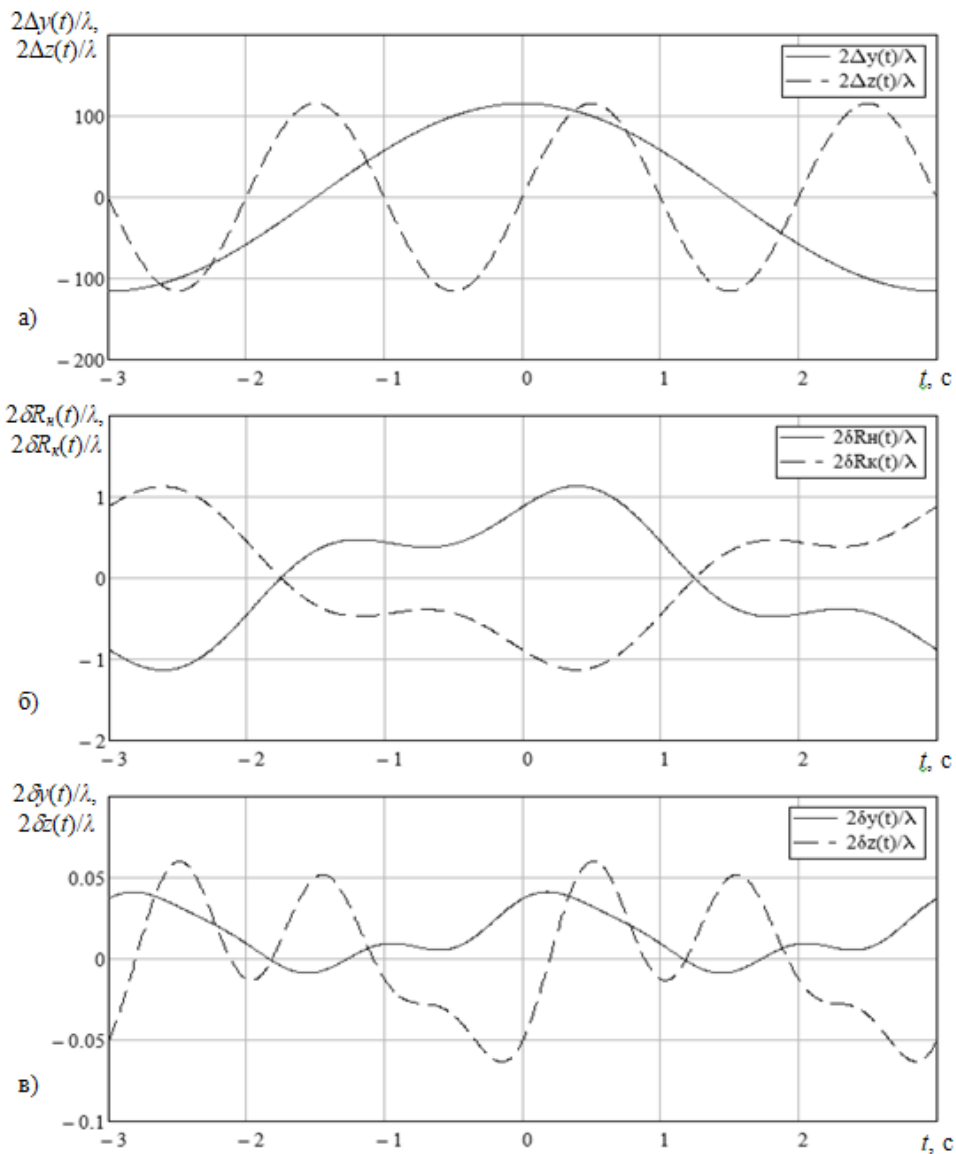 2Δy(t)/λ,
2Δz(t)/λ
2Δy(t)/λ
2Δz(t)/λ
100
0
−100
−200
а)
−3 −2 −1 0 1 2 t, с
2δRн(t)/λ,
2δRк(t)/λ
2δRн(t)/λ
2δRк(t)/λ
1
0
−1
−2
б)
−3 −2 −1 0 1 2 t, с
2δy(t)/λ,
2δz(t)/λ
2δy(t)/λ
2δz(t)/λ
0.05
0
−0.05
−0.1
в)
−3 −2 −1 0 1 2 t, с